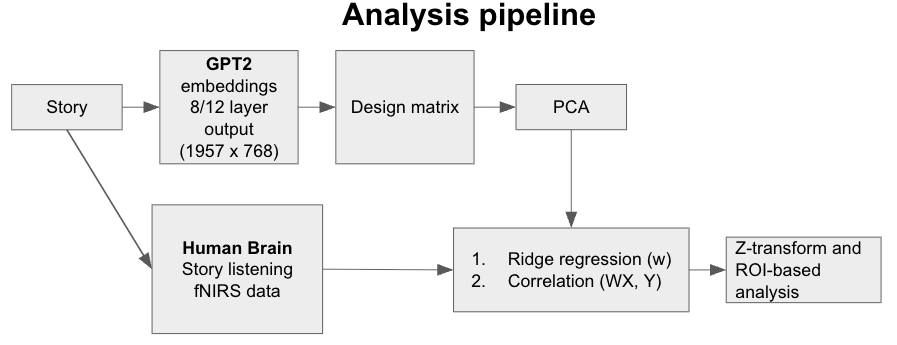 Analysis pipeline
Story
GPT2
embeddings
8/12 layer
output
(1957 x 768)
Design matrix
PCA
Human Brain
Story listening
fNIRS data
1. Ridge regression (w)
2. Correlation (WX, Y)
Z-transform and
ROI-based
analysis